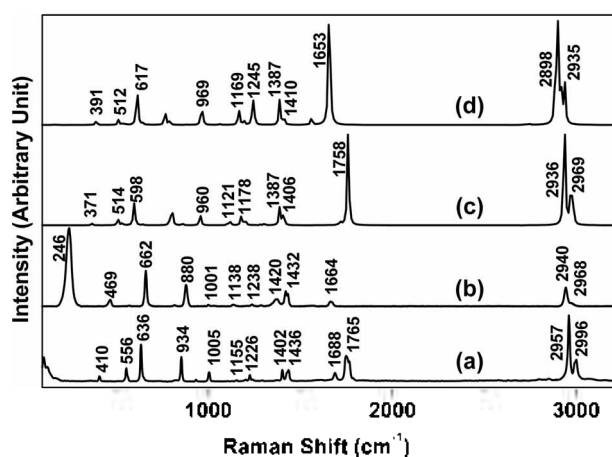 Intensity (Arbitrary Unit)
391 512 617 969 1169 1245 1387 1410 1653 2898 2935
(d)
371 514 598 960 1121 1178 1387 1406 1758 2936 2969
(c)
246 469 662 880 1001 1138 1238 1420 1432 1664 2940 2968
(b)
410 556 636 934 1005 1155 1226 1402 1436 1688 1765 2957 2996
(a)
1000 2000 3000
Raman Shift (cm⁻¹)